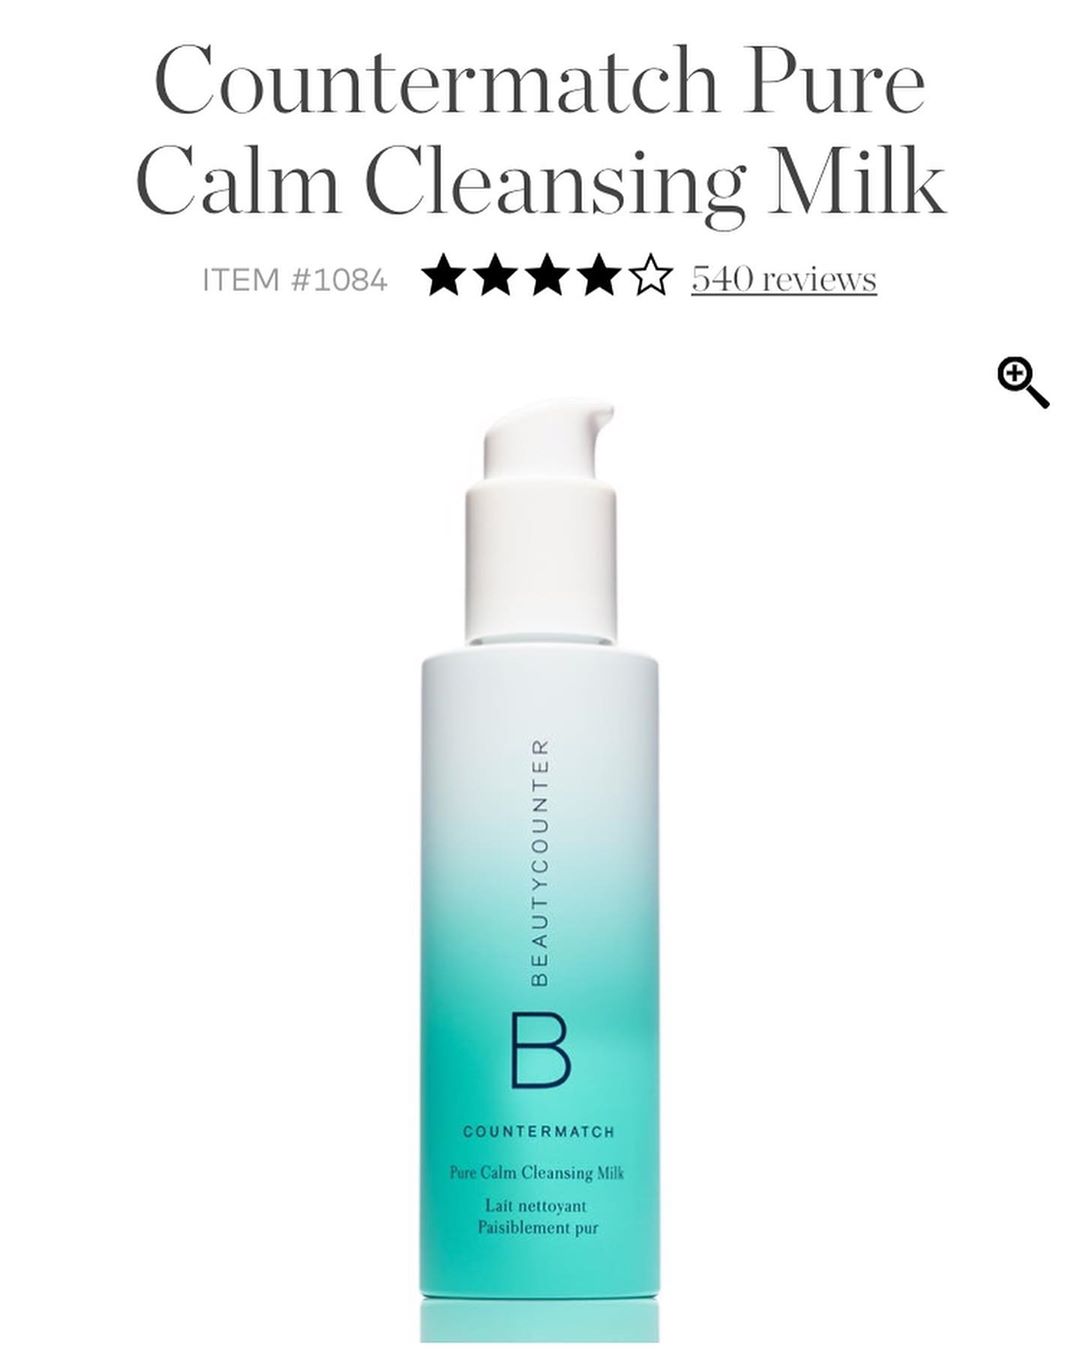 Countermatch Pure
Calm Cleansing Milk
ITEM #1084 540 reviews
BEAUTYCOUNTER
B
COUNTERMATCH
Pure Calm Cleansing Milk
Lait nettoyant
Paisiblement pur